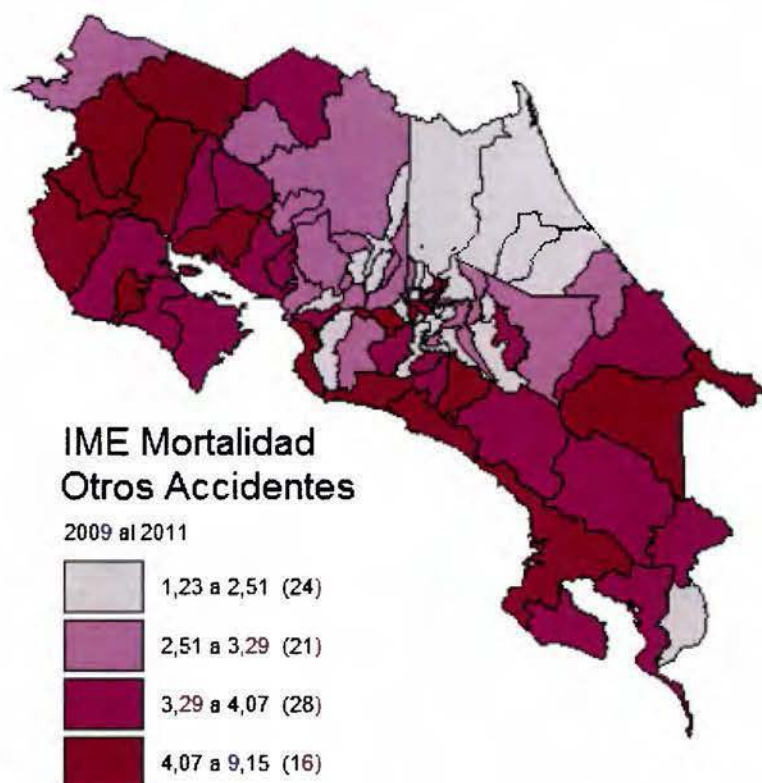 IME Mortalidad
Otros Accidentes
2009 al 2011
1,23 a 2,51 (24)
2,51 a 3,29 (21)
3,29 a 4,07 (28)
4,07 a 9,15 (16)